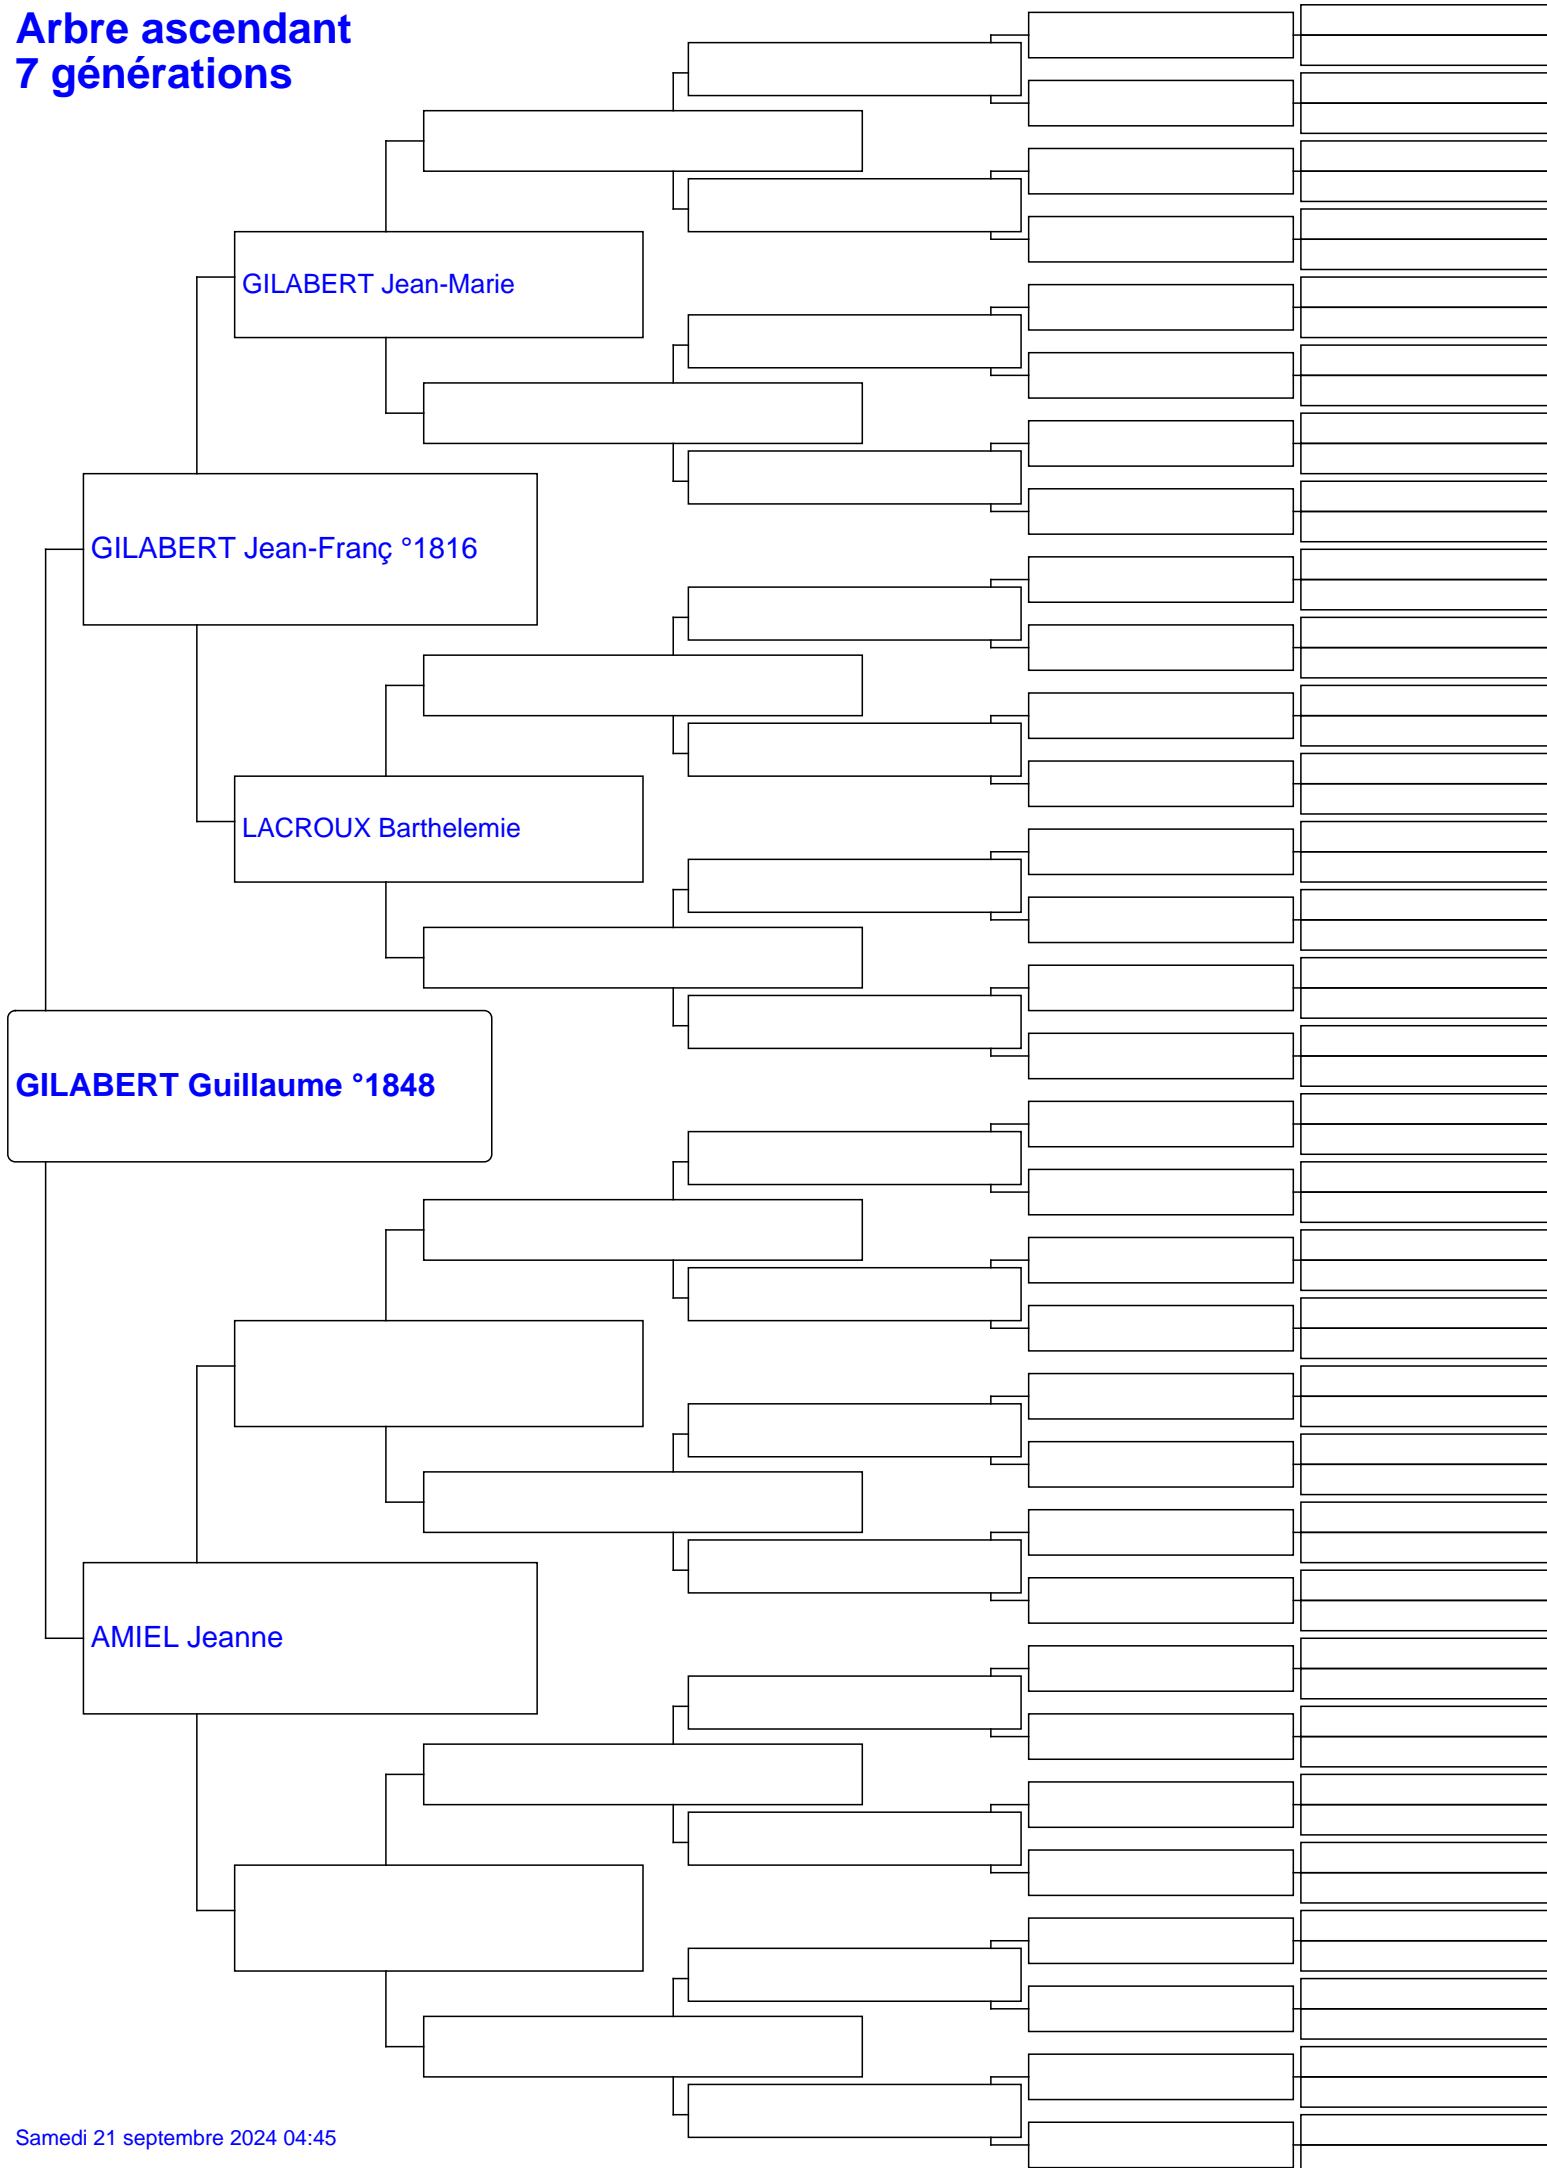 Arbre ascendant
7 générations
GILABERT Jean-Marie
GILABERT Jean-Franç °1816
LACROUX Barthelemie
GILABERT Guillaume °1848
AMIEL Jeanne
Samedi 21 septembre 2024 04:45